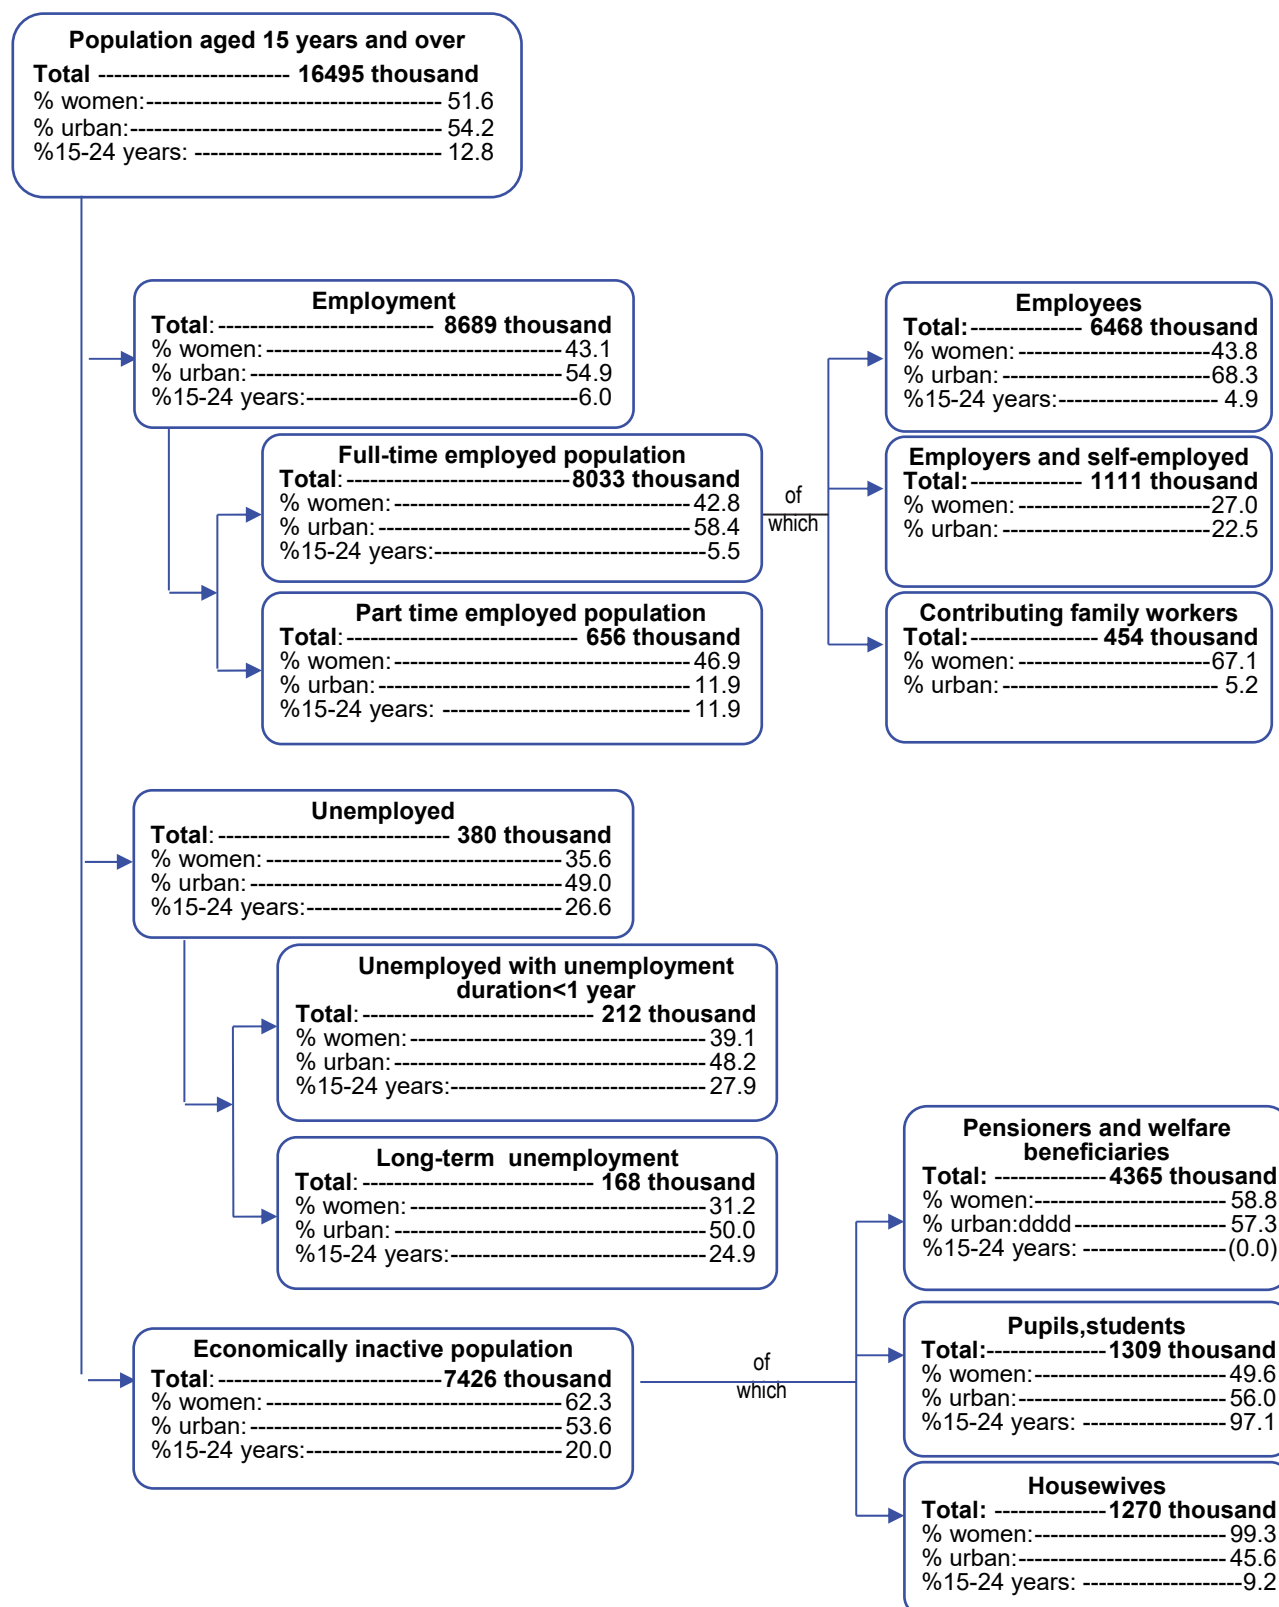 Population aged 15 years and over
Total ------------------------ 16495 thousand
% women:------------------------------------- 51.6
% urban:--------------------------------------- 54.2
%15-24 years: ------------------------------- 12.8
Employment
Total: --------------------------- 8689 thousand
% women:------------------------------------- 43.1
% urban: --------------------------------------- 54.9
%15-24 years:----------------------------------6.0
Full-time employed population
Total: ----------------------------8033 thousand
% women:--------------------------------------42.8
% urban: --------------------------------------- 58.4
%15-24 years:----------------------------------5.5
Part time employed population
Total: ----------------------------- 656 thousand
% women: -------------------------------------46.9
% urban: --------------------------------------- 11.9
%15-24 years: ------------------------------- 11.9
of
which
Employees
Total:-------------- 6468 thousand
% women:------------------------43.8
% urban: --------------------------68.3
%15-24 years:-------------------- 4.9
Employers and self-employed
Total:-------------- 1111 thousand
% women:------------------------27.0
% urban: --------------------------22.5
Contributing family workers
Total:---------------- 454 thousand
% women:------------------------67.1
% urban: --------------------------- 5.2
Unemployed
Total: ----------------------------- 380 thousand
% women: -------------------------------------35.6
% urban: ---------------------------------------49.0
%15-24 years:--------------------------------26.6
Unemployed with unemployment
duration<1 year
Total: ----------------------------- 212 thousand
% women: ------------------------------------- 39.1
% urban: ---------------------------------------48.2
%15-24 years:--------------------------------27.9
Long-term  unemployment
Total: ----------------------------- 168 thousand
% women: -------------------------------------31.2
% urban: ---------------------------------------50.0
%15-24 years:--------------------------------24.9
Economically inactive population
Total: ----------------------------7426 thousand
% women: ------------------------------------- 62.3
% urban: ---------------------------------------53.6
%15-24 years:-------------------------------- 20.0
of
which
Pensioners and welfare
beneficiaries
Total: --------------4365 thousand
% women:------------------------ 58.8
% urban:dddd------------------- 57.3
%15-24 years: ------------------(0.0)
Pupils,students
Total:---------------1309 thousand
% women: ------------------------49.6
% urban: --------------------------56.0
%15-24 years: ------------------ 97.1
Housewives
Total: --------------1270 thousand
% women:------------------------ 99.3
% urban: --------------------------45.6
%15-24 years: --------------------9.2